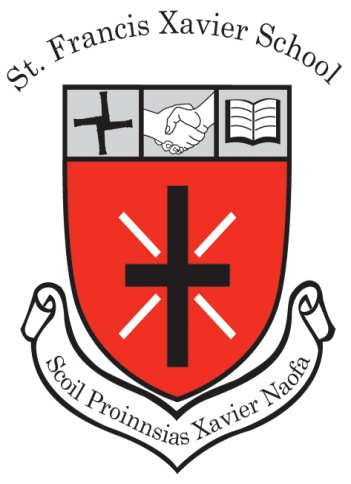 St. Francis Xavier School
Scoil Proinnsias Xavier Naofa